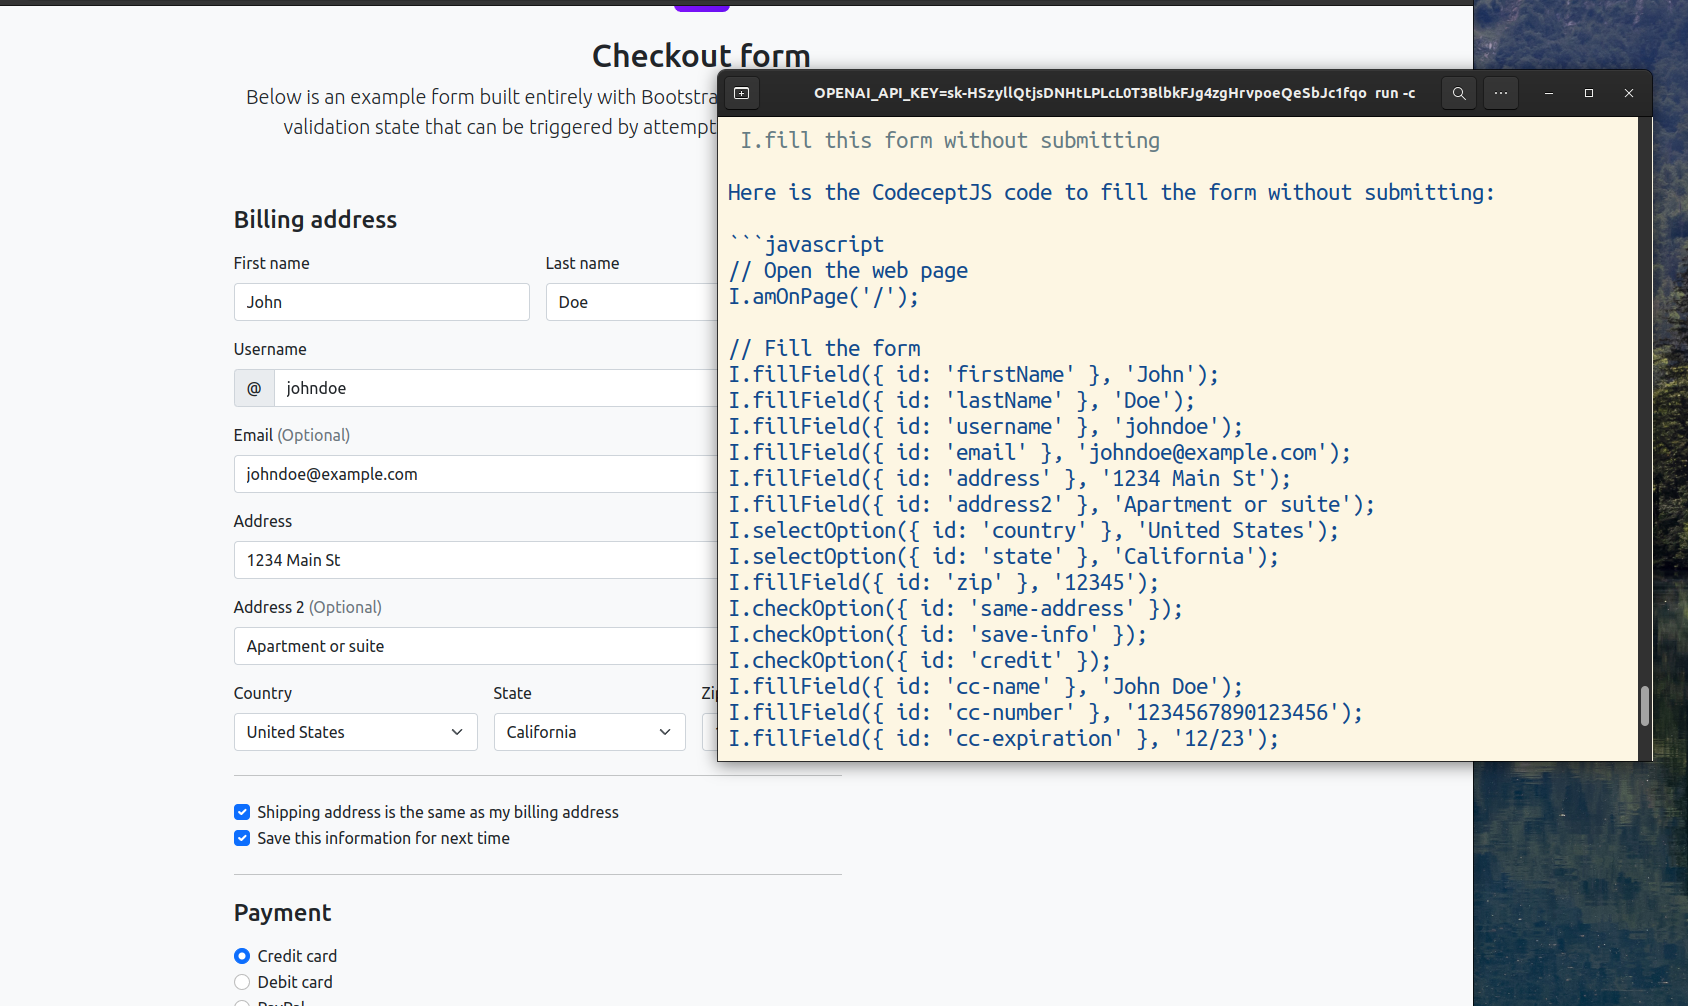 Checkout form
Below is an example form built entirely with Bootstra
validation state that can be triggered by attempt
Billing address
First name
Last name
John
Doe
Username
@
johndoe
Email (Optional)
johndoe@example.com
Address
1234 Main St
Address 2 (Optional)
Apartment or suite
Country
State
United States
California
Shipping address is the same as my billing address
Save this information for next time
Payment
Credit card
Debit card
PayPal
OPENAI_API_KEY=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 run -c
I.fill this form without submitting
Here is the CodeceptJS code to fill the form without submitting:
```javascript
// Open the web page
I.amOnPage('/');
// Fill the form
I.fillField({ id: 'firstName' }, 'John');
I.fillField({ id: 'lastName' }, 'Doe');
I.fillField({ id: 'username' }, 'johndoe');
I.fillField({ id: 'email' }, 'johndoe@example.com');
I.fillField({ id: 'address' }, '1234 Main St');
I.fillField({ id: 'address2' }, 'Apartment or suite');
I.selectOption({ id: 'country' }, 'United States');
I.selectOption({ id: 'state' }, 'California');
I.fillField({ id: 'zip' }, '12345');
I.checkOption({ id: 'same-address' });
I.checkOption({ id: 'save-info' });
I.checkOption({ id: 'credit' });
I.fillField({ id: 'cc-name' }, 'John Doe');
I.fillField({ id: 'cc-number' }, '1234567890123456');
I.fillField({ id: 'cc-expiration' }, '12/23');